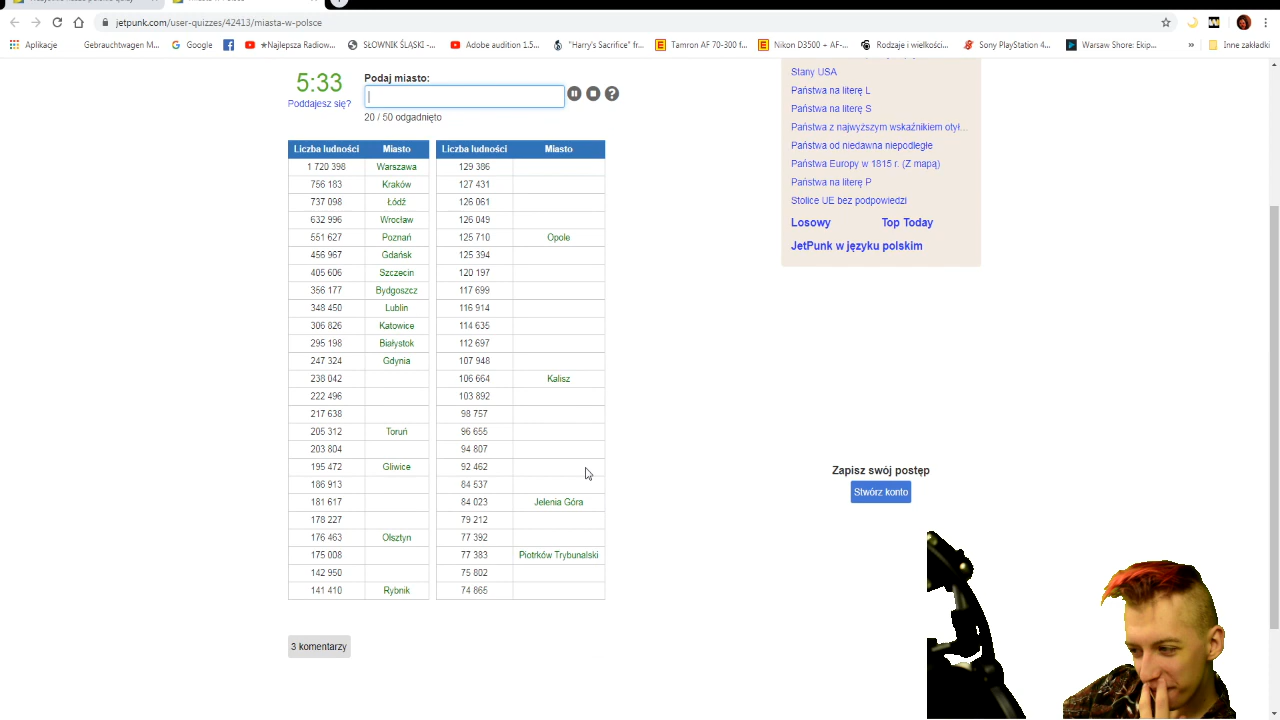 jetpunk.com/user-quizzes/42413/miasta-w-polsce
Aplikacje
Gebrauchtwagen M...
Google
★Najlepsza Radiow...
SŁOWNIK ŚLĄSKI -...
Adobe audition 1.5...
"Harry's Sacrifice" fr...
Tamron AF 70-300 f...
Nikon D3500 + AF-...
Rodzaje i wielkości...
Sony PlayStation 4...
Warsaw Shore: Ekip...
»
Inne zakładki
5:33
Poddajesz się?
Podaj miasto:
20 / 50 odgadnięto
Liczba ludności Miasto Liczba ludności Miasto
1 720 398 Warszawa 129 386
756 183 Kraków 127 431
737 098 Łódź 126 061
632 996 Wrocław 126 049
551 627 Poznań 125 710 Opole
456 967 Gdańsk 125 394
405 606 Szczecin 120 197
356 177 Bydgoszcz 117 699
348 450 Lublin 116 914
306 826 Katowice 114 635
295 198 Białystok 112 697
247 324 Gdynia 107 948
238 042 106 664 Kalisz
222 496 103 892
217 638 98 757
205 312 Toruń 96 655
203 804 94 807
195 472 Gliwice 92 462
186 913 84 537
181 617 84 023 Jelenia Góra
178 227 79 212
176 463 Olsztyn 77 392
175 008 77 383 Piotrków Trybunalski
142 950 75 802
141 410 Rybnik 74 865
3 komentarzy
Stany USA
Państwa na literę L
Państwa na literę S
Państwa z najwyższym wskaźnikiem otył...
Państwa od niedawna niepodległe
Państwa Europy w 1815 r. (Z mapą)
Państwa na literę P
Stolice UE bez podpowiedzi
Losowy Top Today
JetPunk w języku polskim
Zapisz swój postęp
Stwórz konto